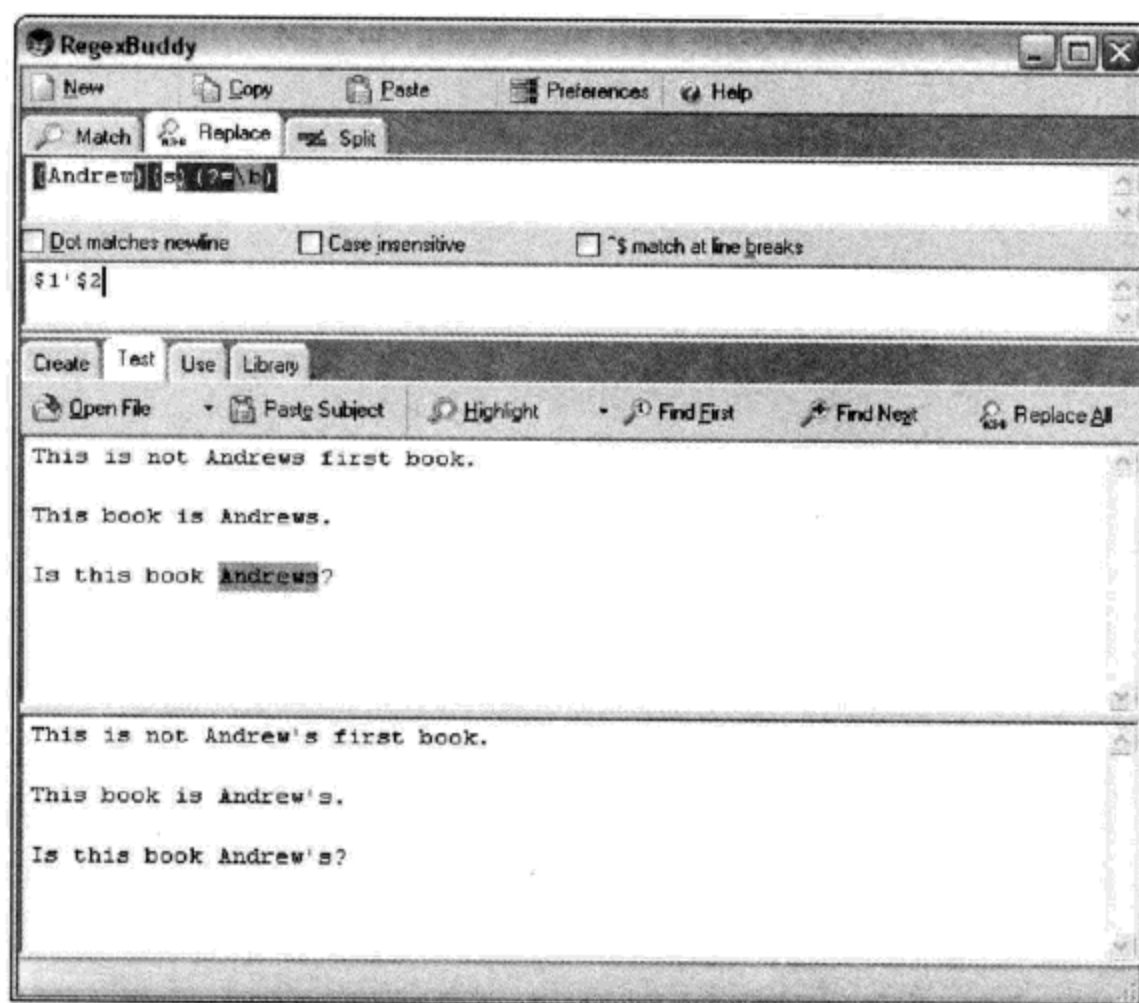 RegexBuddy
New Copy Paste Preferences Help
Match Replace Split
(Andrew)(s)(?=\b)
Dot matches newline Case insensitive ^$ match at line breaks
$1'$2
Create Test Use Library
Open File Paste Subject Highlight Find First Find Next Replace All
This is not Andrews first book.
This book is Andrews.
Is this book Andrews?
This is not Andrew's first book.
This book is Andrew's.
Is this book Andrew's?